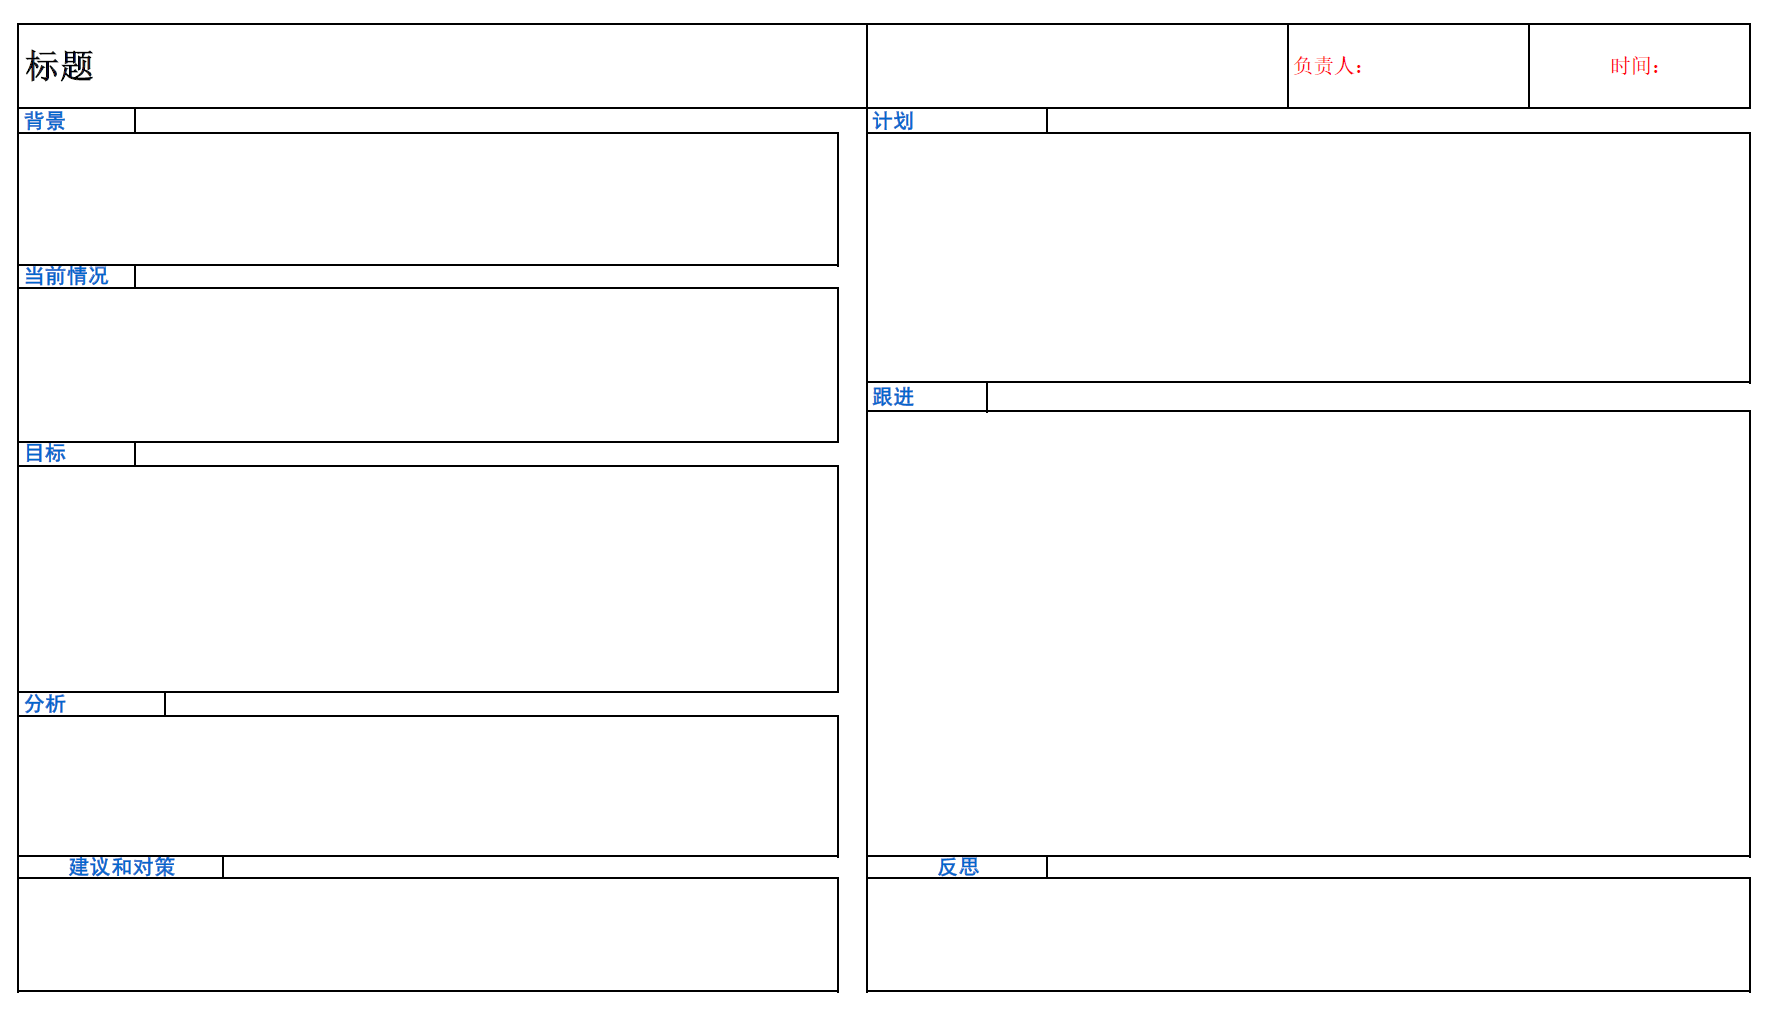 标题
负责人：
时间：
背景
当前情况
目标
分析
建议和对策
计划
跟进
反思